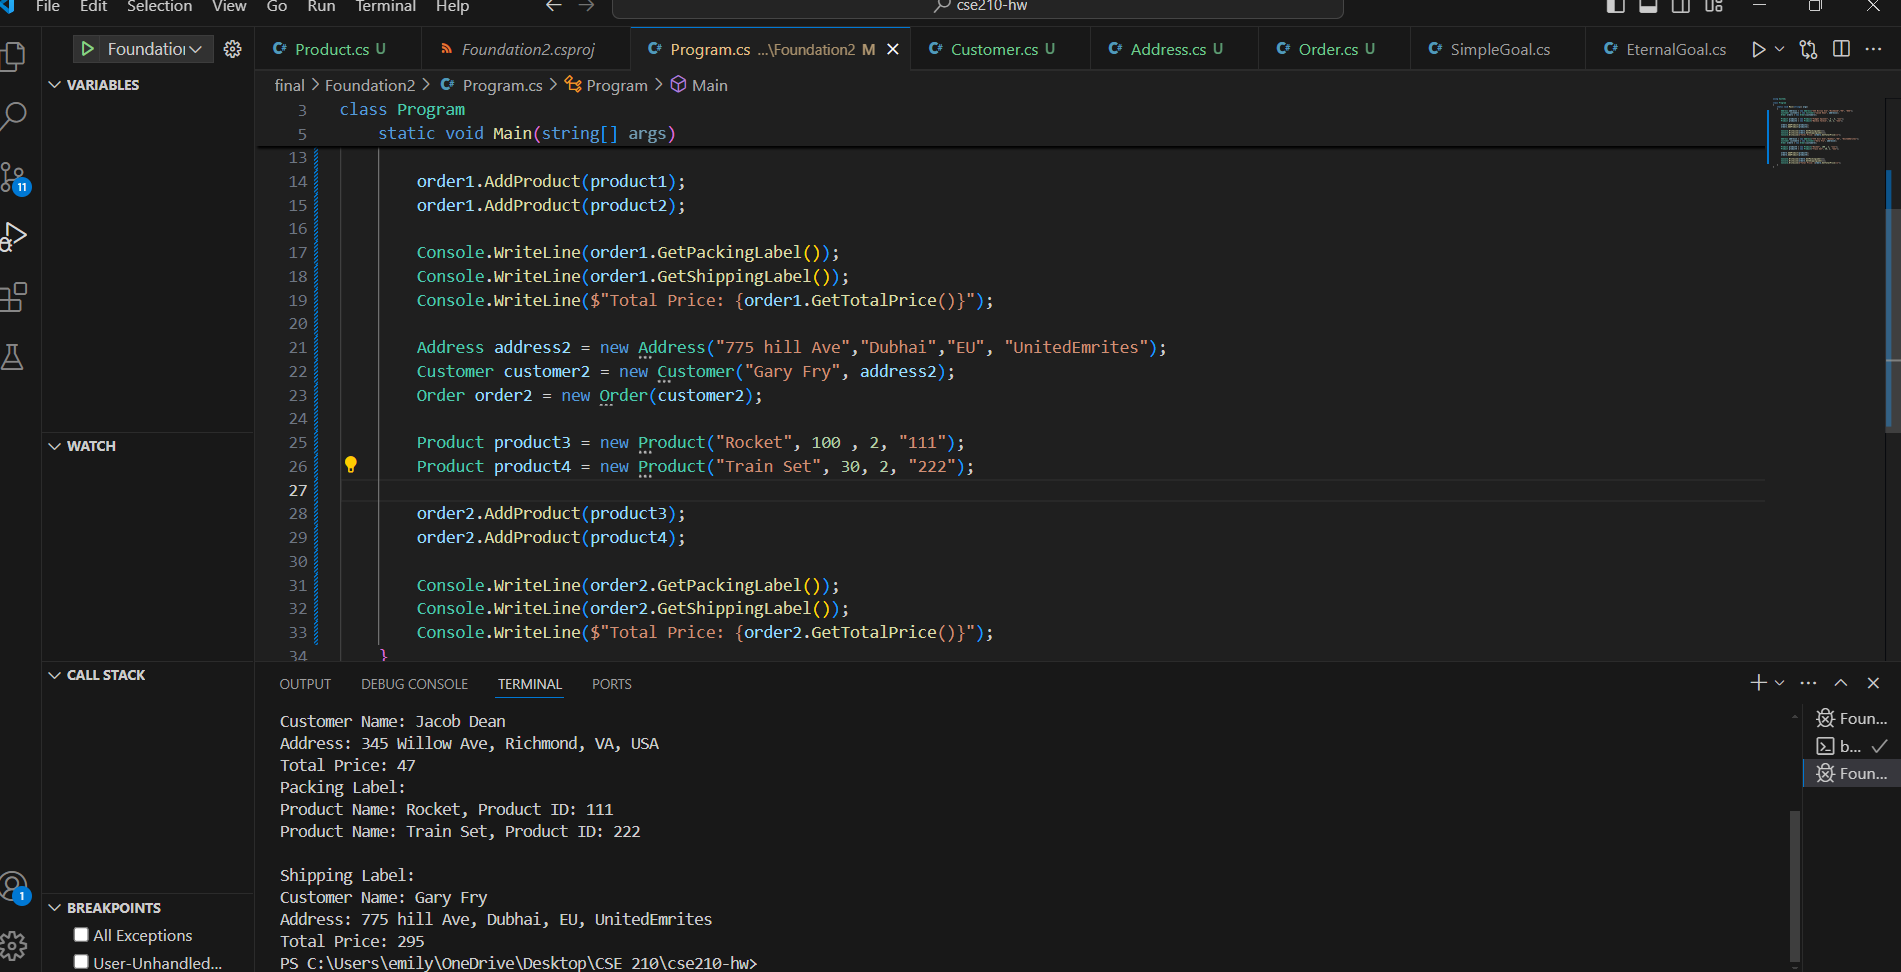 File Edit Selection View Go Run Terminal Help cse210-hw
Foundatior Product.cs U Foundation2.csproj Program.cs ...\Foundation2 M Customer.cs U Address.cs U Order.cs U SimpleGoal.cs EternalGoal.cs
VARIABLES
final > Foundation2 > Program.cs > Program > Main
3 class Program
5 static void Main(string[] args)
13
14 order1.AddProduct(product1);
15 order1.AddProduct(product2);
16
17 Console.WriteLine(order1.GetPackingLabel());
18 Console.WriteLine(order1.GetShippingLabel());
19 Console.WriteLine($"Total Price: {order1.GetTotalPrice()}");
20
21 Address address2 = new Address("775 hill Ave","Dubhai","EU", "UnitedEmrites");
22 Customer customer2 = new Customer("Gary Fry", address2);
23 Order order2 = new Order(customer2);
24
25 Product product3 = new Product("Rocket", 100 , 2, "111");
26 Product product4 = new Product("Train Set", 30, 2, "222");
27
28 order2.AddProduct(product3);
29 order2.AddProduct(product4);
30
31 Console.WriteLine(order2.GetPackingLabel());
32 Console.WriteLine(order2.GetShippingLabel());
33 Console.WriteLine($"Total Price: {order2.GetTotalPrice()}");
34 }
11
WATCH
CALL STACK
1
BREAKPOINTS
All Exceptions
User-Unhandled...
OUTPUT DEBUG CONSOLE TERMINAL PORTS
Customer Name: Jacob Dean
Address: 345 Willow Ave, Richmond, VA, USA
Total Price: 47
Packing Label:
Product Name: Rocket, Product ID: 111
Product Name: Train Set, Product ID: 222
Shipping Label:
Customer Name: Gary Fry
Address: 775 hill Ave, Dubhai, EU, UnitedEmrites
Total Price: 295
PS C:\Users\emily\OneDrive\Desktop\CSE 210\cse210-hw>
Foun...
b...
Foun...